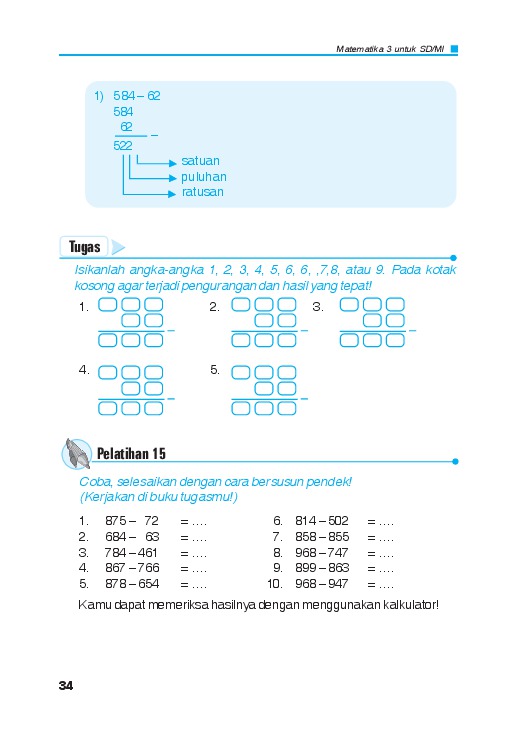 Matematika 3 untuk SD/MI
1) 584 – 62
584
62
–
522
satuan
puluhan
ratusan
Tugas
Isikanlah angka-angka 1, 2, 3, 4, 5, 6, 6, ,7,8, atau 9. Pada kotak
kosong agar terjadi pengurangan dan hasil yang tepat!
1. – 2. – 3. –
4. – 5. –
Pelatihan 15
Coba, selesaikan dengan cara bersusun pendek!
(Kerjakan di buku tugasmu!)
1. 875 – 72 = .... 6. 814 – 502 = ....
2. 684 – 63 = .... 7. 858 – 855 = ....
3. 784 – 461 = .... 8. 968 – 747 = ....
4. 867 – 766 = .... 9. 899 – 863 = ....
5. 878 – 654 = .... 10. 968 – 947 = ....
Kamu dapat memeriksa hasilnya dengan menggunakan kalkulator!
34